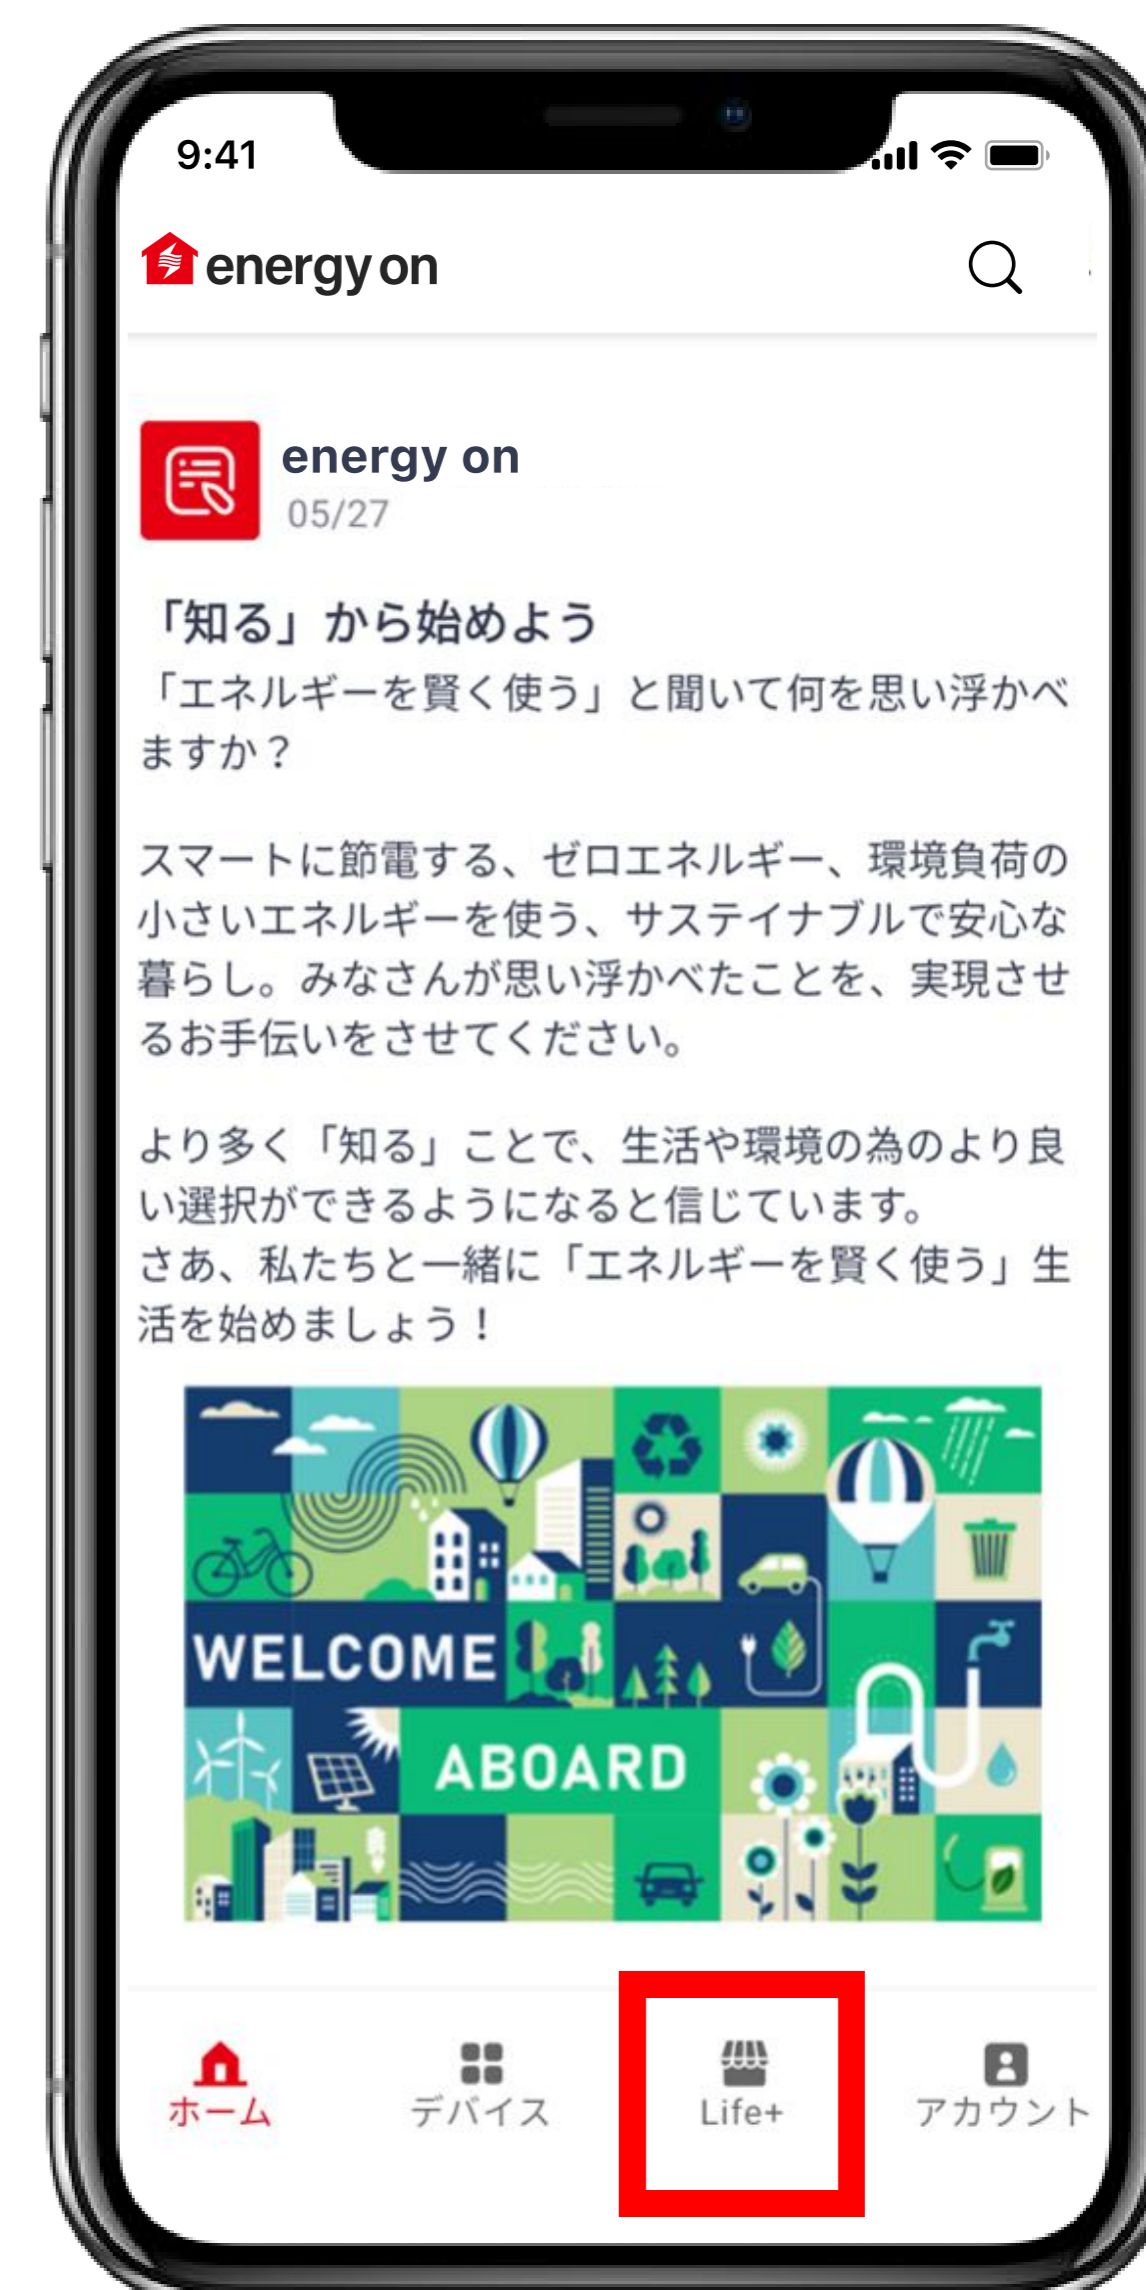 9:41
energy on
energy on
05/27
「知る」から始めよう
「エネルギーを賢く使う」と聞いて何を思い浮かべ
ますか？
スマートに節電する、ゼロエネルギー、環境負荷の
小さいエネルギーを使う、サステイナブルで安心な
暮らし。みなさんが思い浮かべたことを、実現させ
るお手伝いをさせてください。
より多く「知る」ことで、生活や環境の為のより良
い選択ができるようになると信じています。
さあ、私たちと一緒に「エネルギーを賢く使う」生
活を始めましょう！
WELCOME
ABOARD
ホーム
デバイス
Life+
アカウント